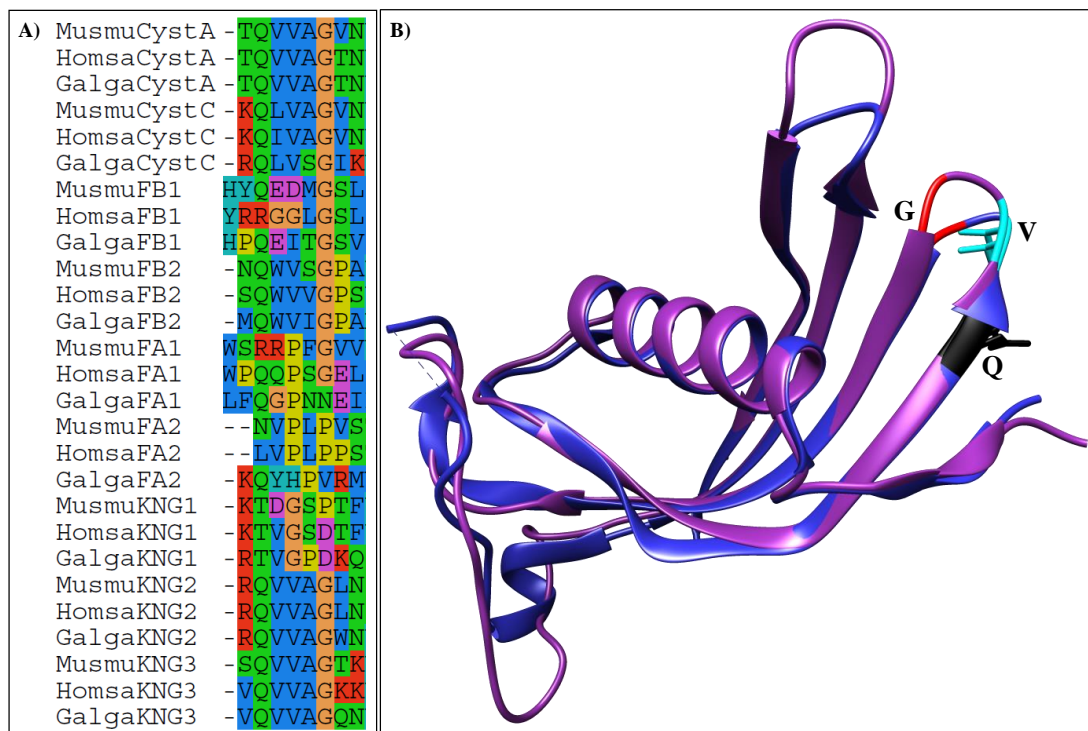 A)
MusmuCystA -TQVVAGVN
HomsaCystA -TQVVAGTN
GalgaCystA -TQVVAGTN
MusmuCystC -KQLVAGVN
HomsaCystC -KQIVAGVN
GalgaCystC -RQLVSGIK
MusmuFB1 HYQEDMGSL
HomsaFB1 YRRGGLGSL
GalgaFB1 HPQEITGSV
MusmuFB2 -NQWVSGPA
HomsaFB2 -SQWVVGPS
GalgaFB2 -MQWVIGPA
MusmuFA1 WSRRPFGVV
HomsaFA1 WPQQPSGEL
GalgaFA1 LFQGPNNEI
MusmuFA2 --NVPLPVS
HomsaFA2 --LVPLPPS
GalgaFA2 -KQYHPVRM
MusmuKNG1 -KTDGSPTF
HomsaKNG1 -KTVGSDTF
GalgaKNG1 -RTVGPDKQ
MusmuKNG2 -RQVVAGLN
HomsaKNG2 -RQVVAGLN
GalgaKNG2 -RQVVAGWN
MusmuKNG3 -SQVVAGTK
HomsaKNG3 -VQVVAGKK
GalgaKNG3 -VQVVAGQN
B)
G
V
Q